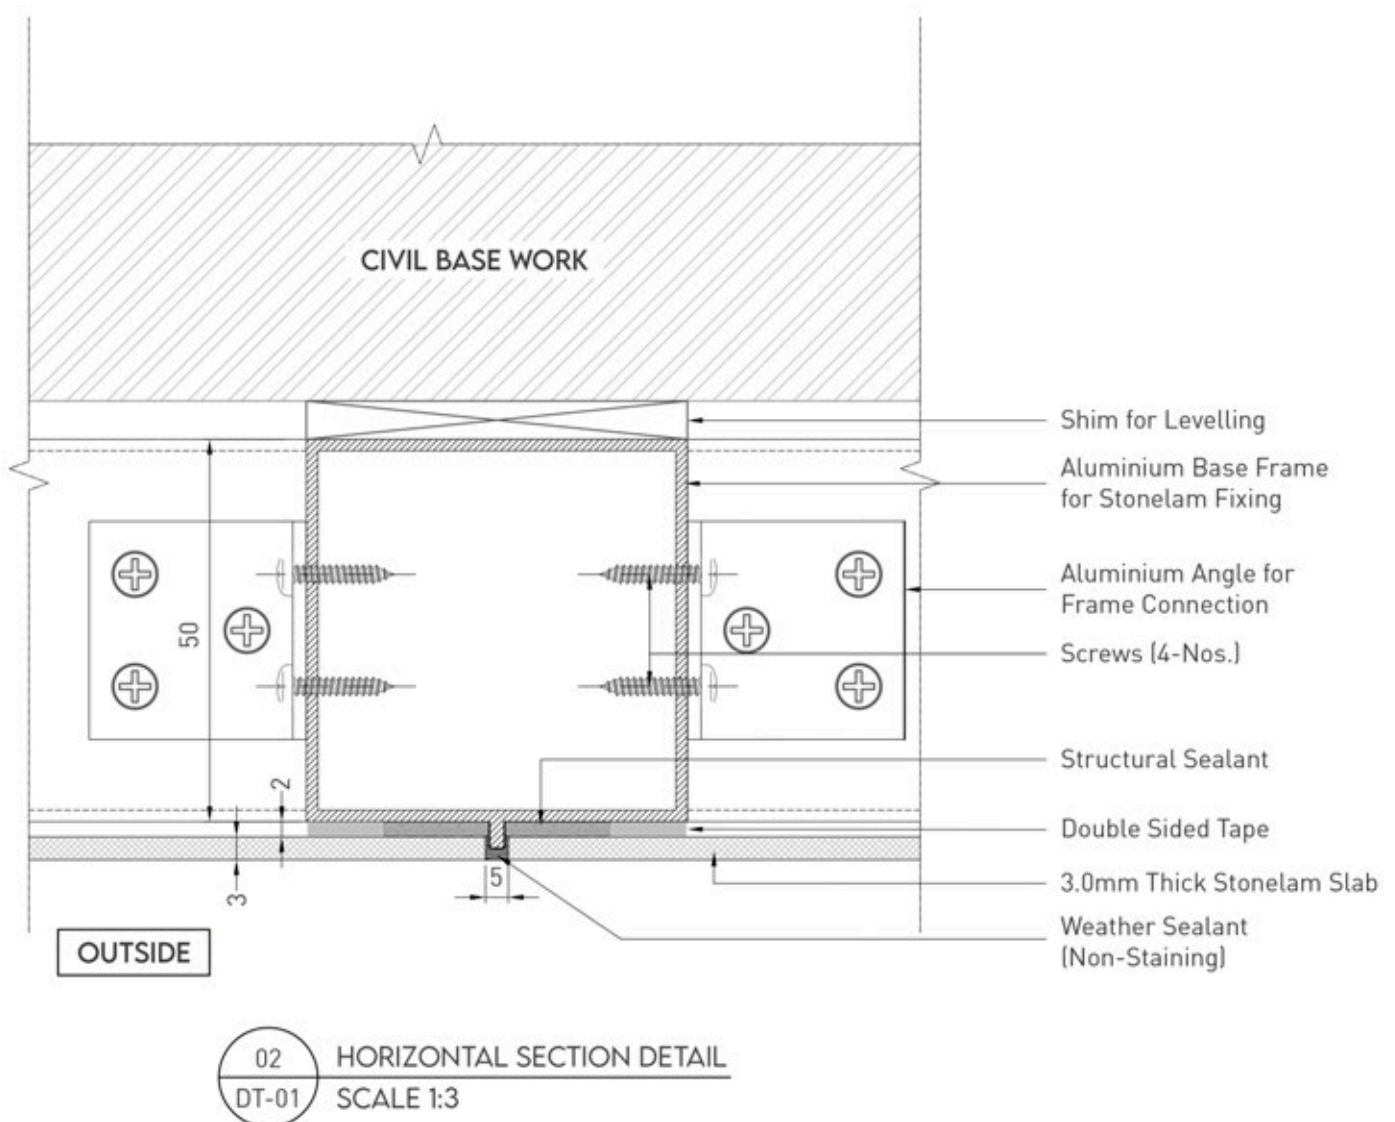 CIVIL BASE WORK
Shim for Levelling
Aluminium Base Frame
for Stonelam Fixing
Aluminium Angle for
Frame Connection
50
Screws (4-Nos.)
Structural Sealant
2
Double Sided Tape
3
5
3.0mm Thick Stonelam Slab
Weather Sealant
(Non-Staining)
OUTSIDE
02
HORIZONTAL SECTION DETAIL
DT-01
SCALE 1:3